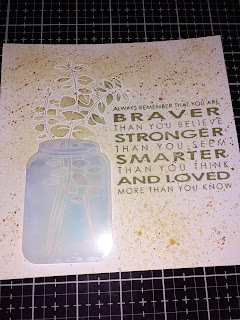 ALWAYS REMEMBER THAT YOU ARE
BRAVER
THAN YOU BELIEVE
STRONGER
THAN YOU SEEM
SMARTER
THAN YOU THINK
AND LOVED
MORE THAN YOU KNOW